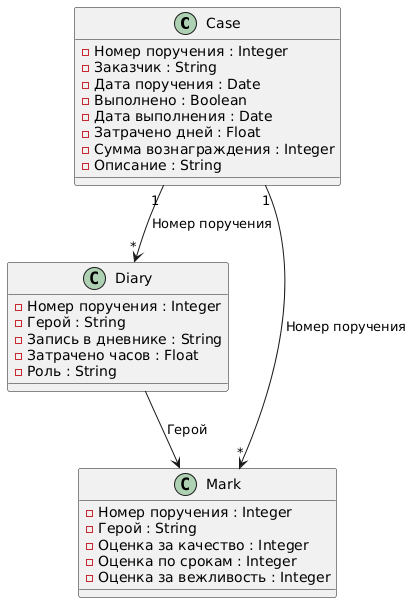 C Case
Номер поручения : Integer
Заказчик : String
Дата поручения : Date
Выполнено : Boolean
Дата выполнения : Date
Затрачено дней : Float
Сумма вознаграждения : Integer
Описание : String
1
1
Номер поручения
*
C Diary
Номер поручения : Integer
Герой : String
Запись в дневнике : String
Затрачено часов : Float
Роль : String
Номер поручения
Герой
*
C Mark
Номер поручения : Integer
Герой : String
Оценка за качество : Integer
Оценка по срокам : Integer
Оценка за вежливость : Integer